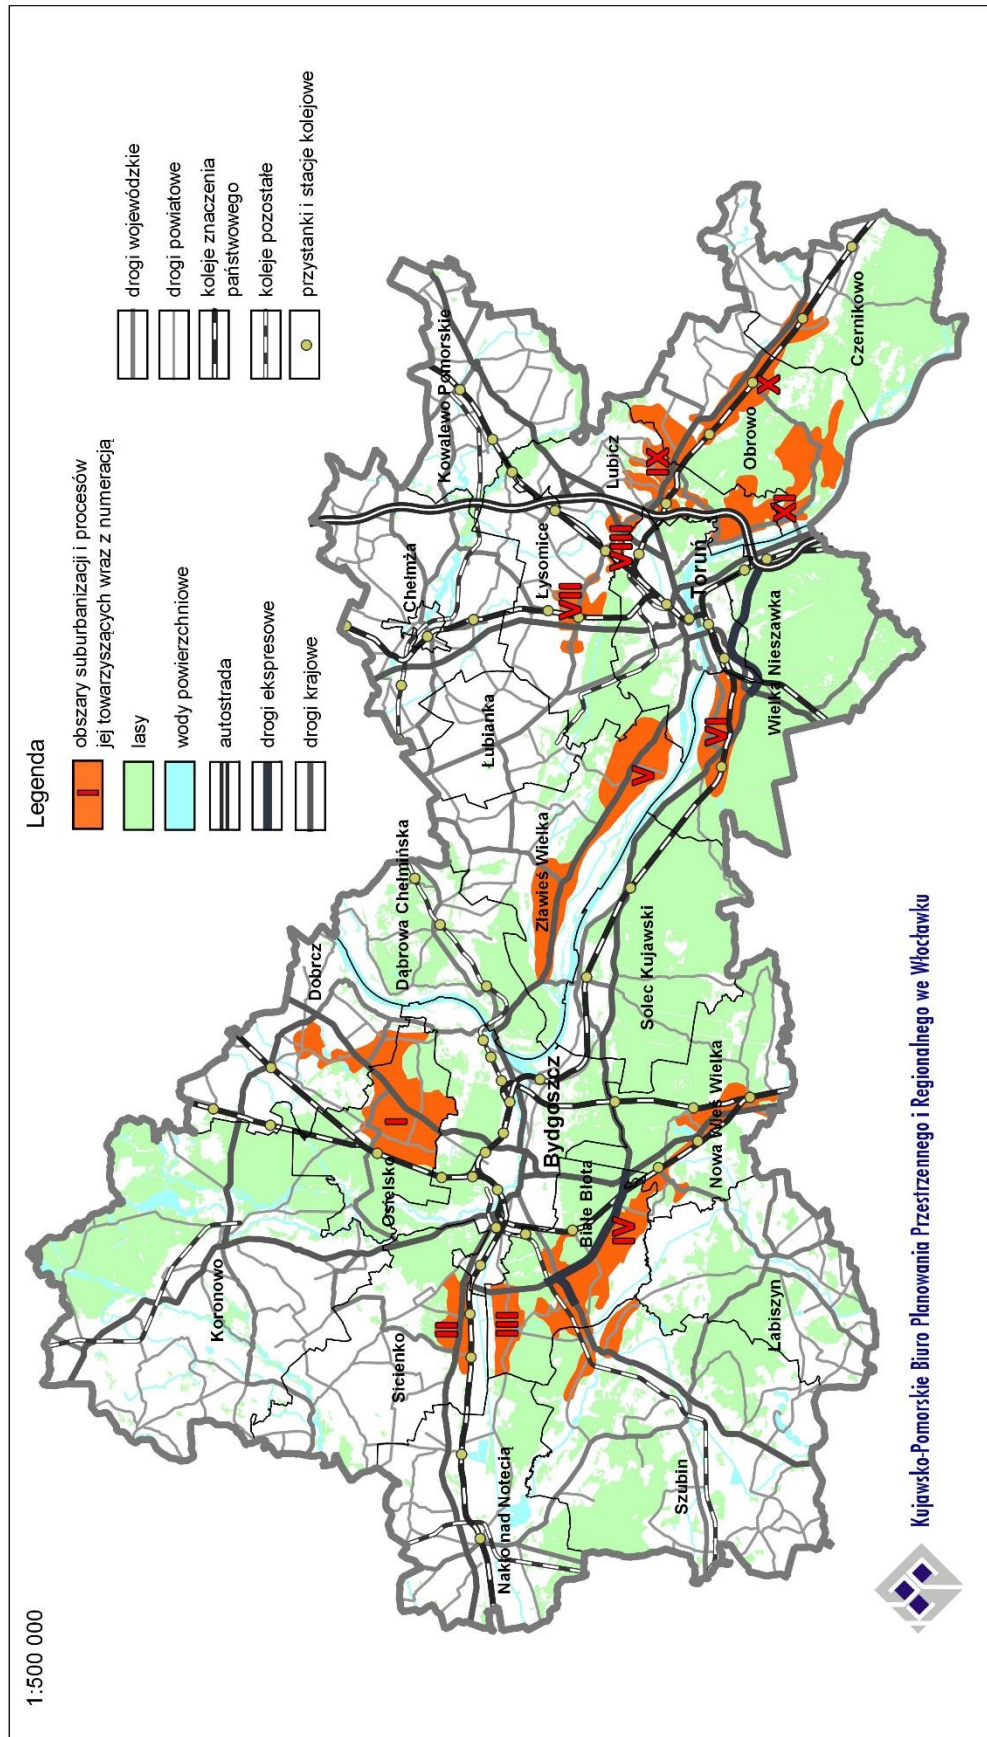 1:500 000
Legenda
I
obszary suburbanizacji i procesów
jej towarzyszących wraz z numeracją
lasy
wody powierzchniowe
autostrada
drogi ekspresowe
drogi krajowe
drogi wojewódzkie
drogi powiatowe
koleje znaczenia
państwowego
koleje pozostałe
przystanki i stacje kolejowe
Koronowo
Dobrcz
Osielsko
I
Dąbrowa Chełmińska
Sicienko
II
III
Nakło nad Notecią
Bydgoszcz
Białe Błota
IV
Szubin
Łabiszyn
Nowa Wieś Wielka
Solec Kujawski
Zławieś Wielka
V
VI
Łubianka
Chełmża
Kowalewo Pomorskie
Łysomice
VII
VIII
Lubicz
IX
Toruń
Wielka Nieszawka
Obrowo
X
XI
Czernikowo
Kujawsko-Pomorskie Biuro Planowania Przestrzennego i Regionalnego we Włocławku